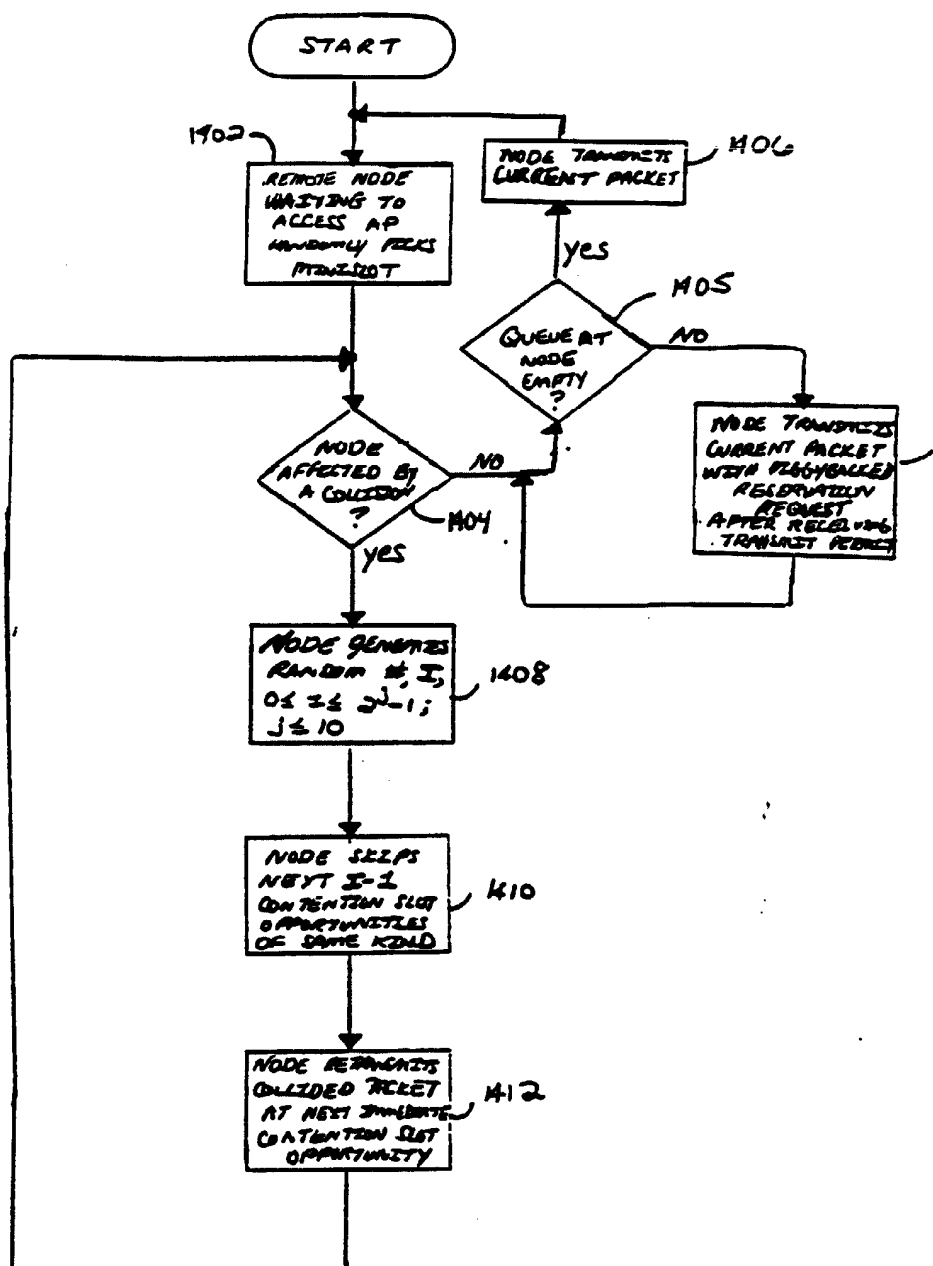 START
1402
REMOTE NODE
WAITING TO
ACCESS AP
RANDOMLY PICKS
MINISLOT
NODE TRANSMITS
CURRENT PACKET
1406
yes
1405
QUEUE AT
NODE
EMPTY
?
NO
NODE TRANSMITS
CURRENT PACKET
WITH PIGGYBACKED
RESERVATION
REQUEST
AFTER RECEIVING
TRANSMIT PERMIT
NODE
AFFECTED BY
A COLLISION
?
NO
1404
yes
NODE GENERATES
RANDOM #, I,
0≤ I ≤ 2^j-1;
j ≤ 10
1408
NODE SKIPS
NEXT I-1
CONTENTION SLOT
OPPORTUNITIES
OF SAME KIND
1410
NODE RETRANSMITS
COLLIDED PACKET
AT NEXT IMMEDIATE
CONTENTION SLOT
OPPORTUNITY
1412